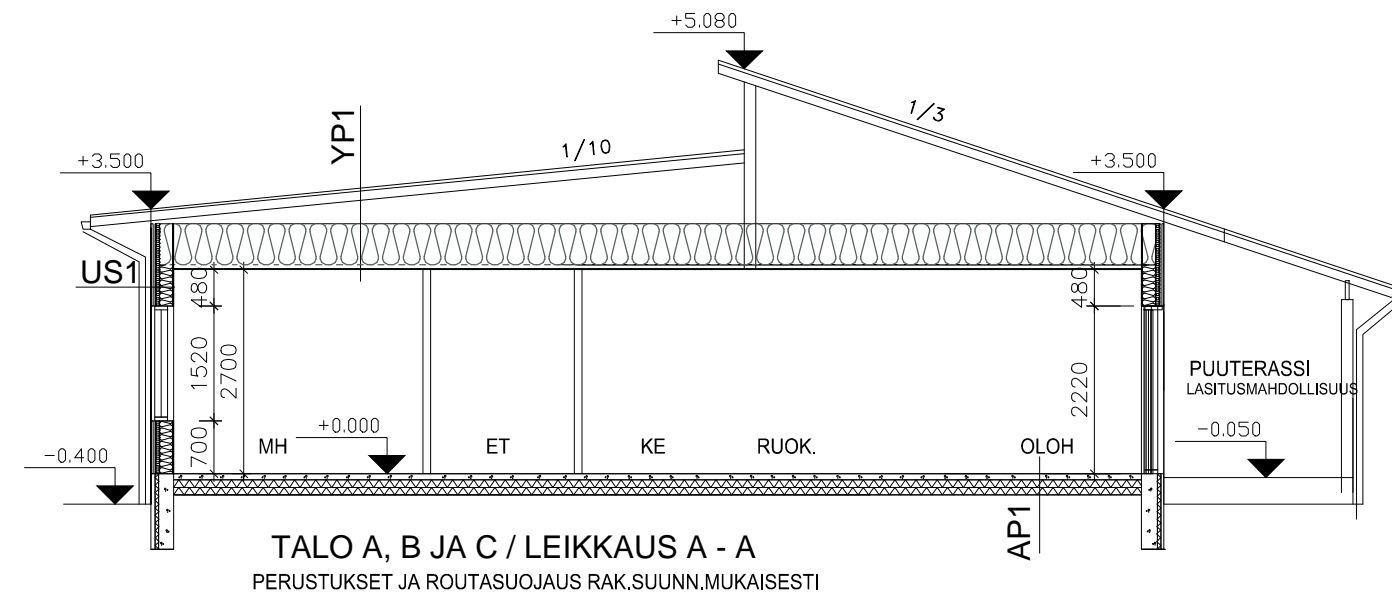 +5.080
1/3
YP1
1/10
+3.500
+3.500
US1
480
480
1520
2700
2220
PUUTERASSI
LASITUSMAHDOLLISUUS
700
MH
+0.000
ET
KE
RUOK.
OLOH
-0.050
-0.400
AP1
TALO A, B JA C / LEIKKAUS A - A
PERUSTUKSET JA ROUTASUOJAUS RAK.SUUNN.MUKAISESTI